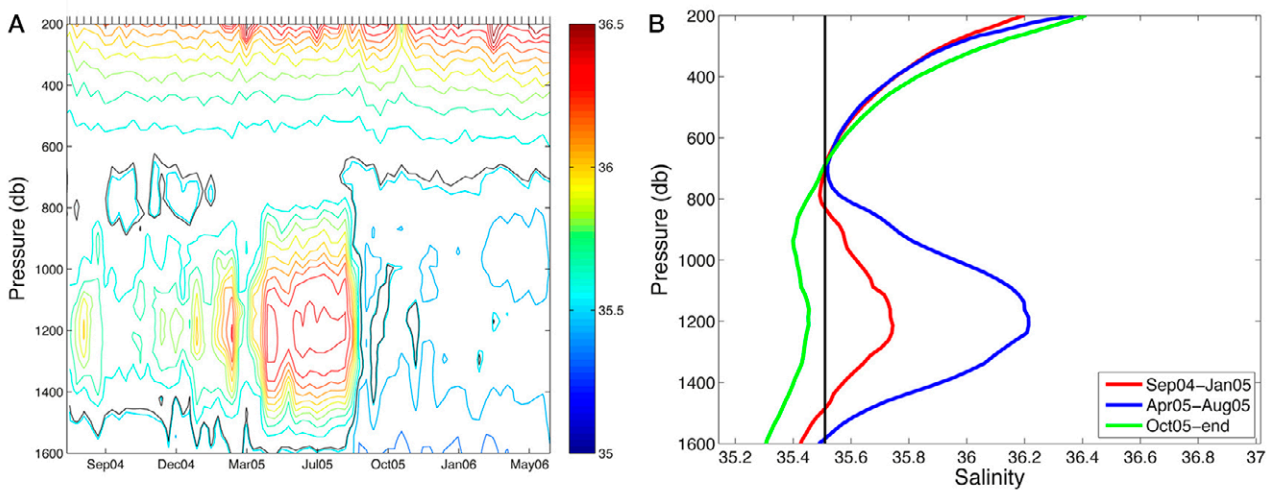 A
Pressure (db)
200
400
600
800
1000
1200
1400
1600
Sep04 Dec04 Mar05 Jul05 Oct05 Jan06 May06
36.5
36
35.5
35
B
Pressure (db)
200
400
600
800
1000
1200
1400
1600
35.2 35.4 35.6 35.8 36 36.2 36.4 36.6 36.8 37
Salinity
Sep04–Jan05
Apr05–Aug05
Oct05–end